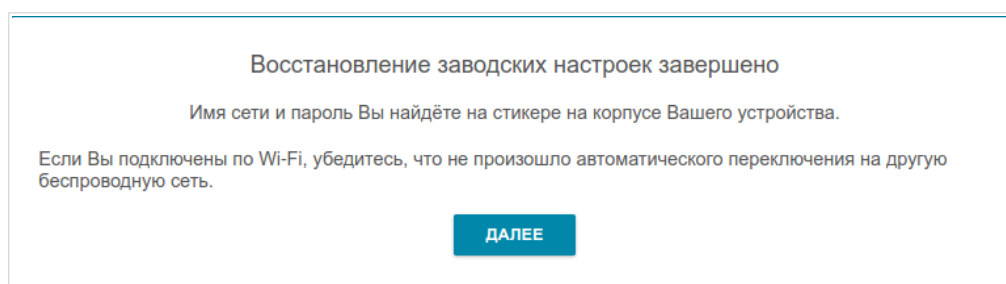 Восстановление заводских настроек завершено
Имя сети и пароль Вы найдёте на стикере на корпусе Вашего устройства.
Если Вы подключены по Wi-Fi, убедитесь, что не произошло автоматического переключения на другую
беспроводную сеть.
ДАЛЕЕ